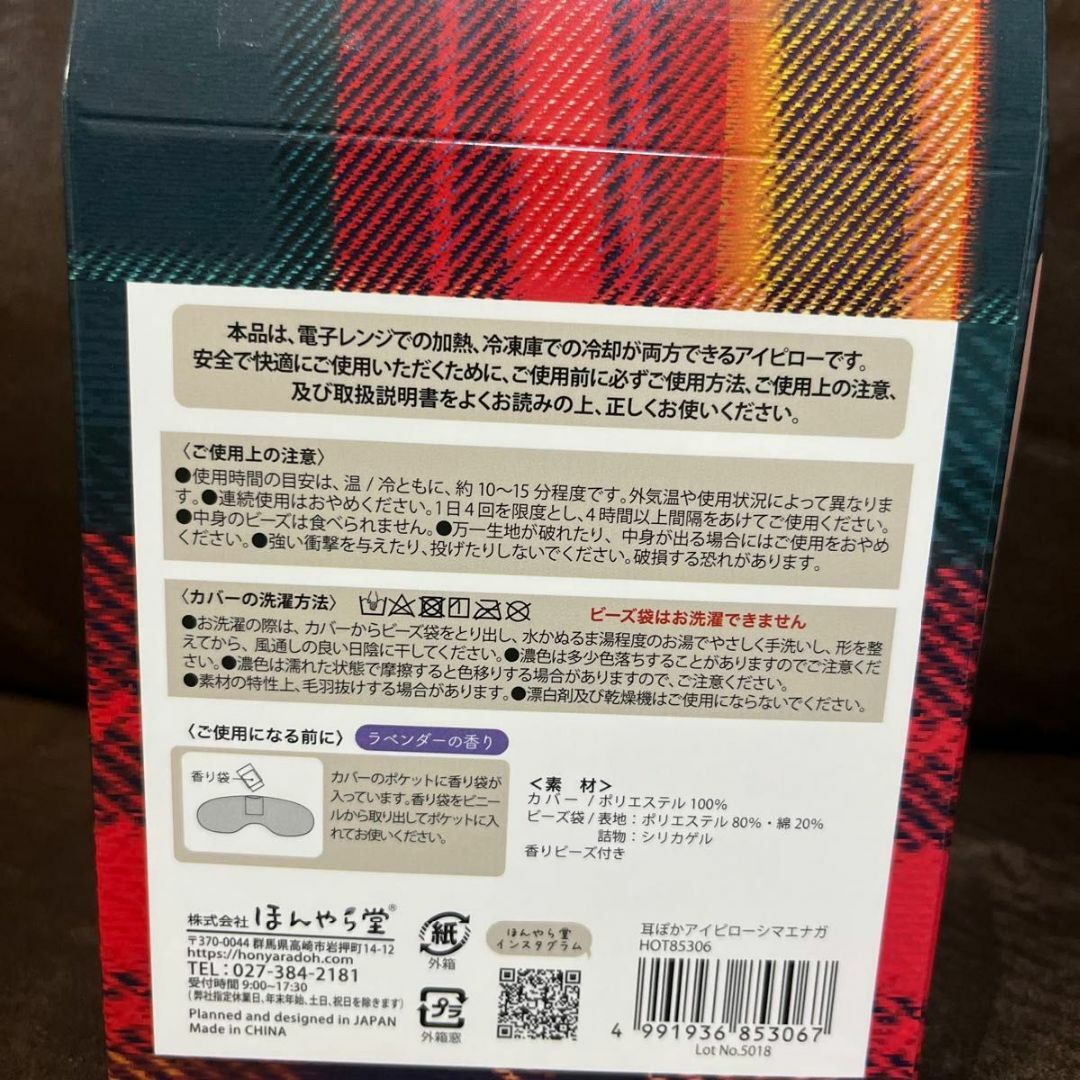 本品は、電子レンジでの加熱、冷凍庫での冷却が両方できるアイピローです。
安全で快適にご使用いただくために、ご使用前に必ずご使用方法、ご使用上の注意、
及び取扱説明書をよくお読みの上、正しくお使いください。
〈ご使用上の注意〉
●使用時間の目安は、温/冷ともに、約10〜15分程度です。外気温や使用状況によって異なりま
す。●連続使用はおやめください。1日4回を限度とし、4時間以上間隔をあけてご使用ください。
●中身のビーズは食べられません。●万一生地が破れたり、中身が出る場合にはご使用をおやめ
ください。●強い衝撃を与えたり、投げたりしないでください。破損する恐れがあります。
〈カバーの洗濯方法〉
ビーズ袋はお洗濯できません
●お洗濯の際は、カバーからビーズ袋をとり出し、水かぬるま湯程度のお湯でやさしく手洗いし、形を整
えてから、風通しの良い日陰に干してください。●濃色は多少色落ちすることがありますのでご注意くだ
さい。●濃色は濡れた状態で摩擦すると色移りする場合がありますので、ご注意ください。
●素材の特性上、毛羽抜けする場合があります。●漂白剤及び乾燥機はご使用にならないでください。
〈ご使用になる前に〉 ラベンダーの香り
香り袋
カバーのポケットに香り袋が
入っています。香り袋をビニー
ルから取り出してポケットに入
れてお使いください。
＜素 材＞
カバー/ポリエステル100%
ビーズ袋/表地：ポリエステル80%・綿20%
詰物：シリカゲル
香りビーズ付き
株式会社 ほんやら堂®
〒370-0044 群馬県高崎市岩押町14-12
https://honyaradoh.com
TEL：027-384-2181
受付時間 9:00〜17:30
(弊社指定休業日、年末年始、土日、祝日を除きます)
Planned and designed in JAPAN
Made in CHINA
紙
外箱
プラ
外箱窓
ほんやら堂
インスタグラム
耳ぽかアイピローシマエナガ
HOT85306
4 991936 853067
Lot No.5018